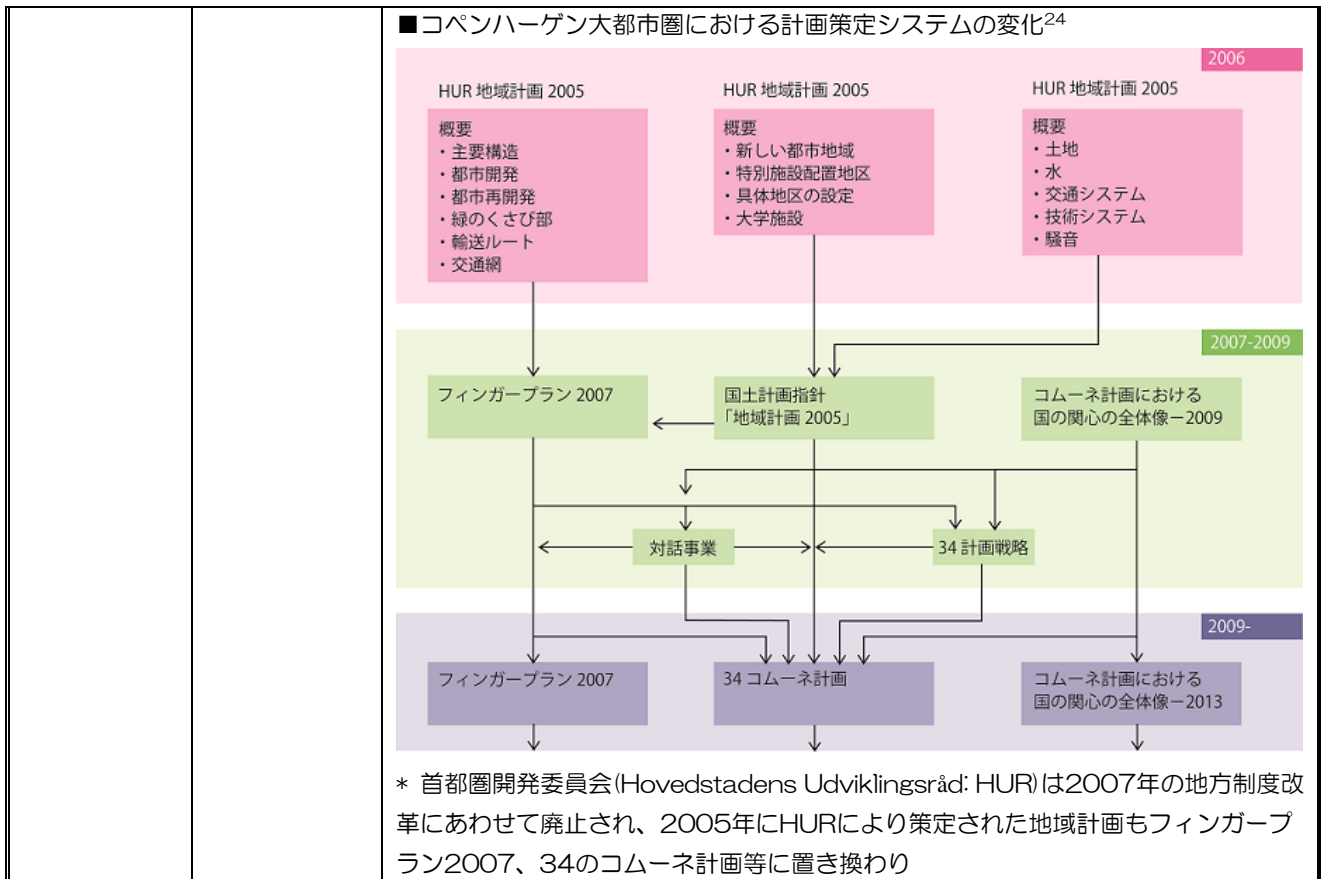 ■コペンハーゲン大都市圏における計画策定システムの変化24
2006
HUR 地域計画 2005
概要
・主要構造
・都市開発
・都市再開発
・緑のくさび部
・輸送ルート
・交通網
HUR 地域計画 2005
概要
・新しい都市地域
・特別施設配置地区
・具体地区の設定
・大学施設
HUR 地域計画 2005
概要
・土地
・水
・交通システム
・技術システム
・騒音
2007-2009
フィンガープラン 2007
国土計画指針
「地域計画 2005」
コムーネ計画における
国の関心の全体像－2009
対話事業
34 計画戦略
2009-
フィンガープラン 2007
34 コムーネ計画
コムーネ計画における
国の関心の全体像－2013
* 首都圏開発委員会(Hovedstadens Udviklingsråd: HUR)は2007年の地方制度改
革にあわせて廃止され、2005年にHURにより策定された地域計画もフィンガープ
ラン2007、34のコムーネ計画等に置き換わり